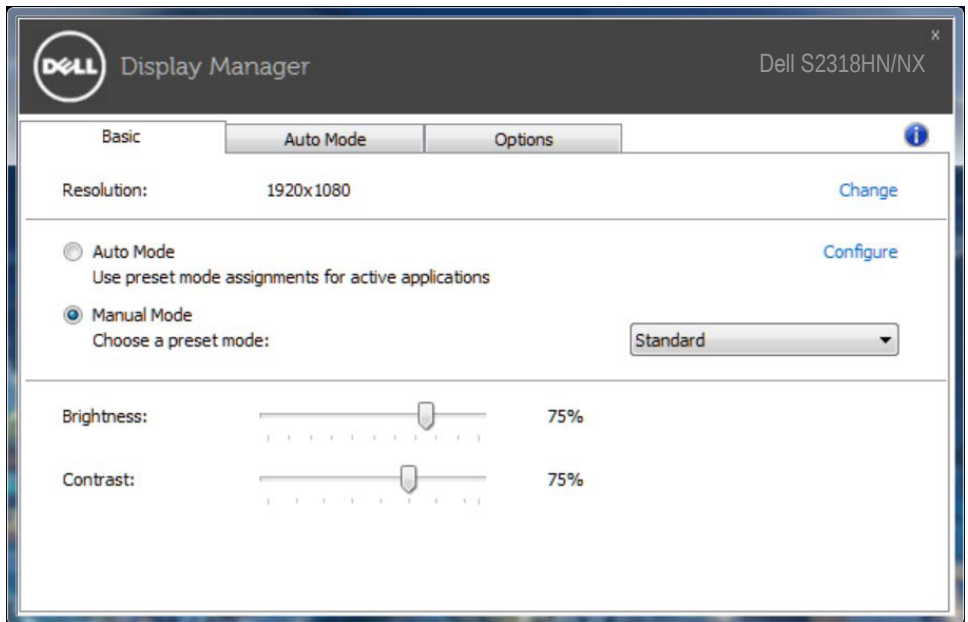 DELL
Display Manager
Dell S2318HN/NX
x
Basic
Auto Mode
Options
i
Resolution:
1920x1080
Change
Auto Mode
Configure
Use preset mode assignments for active applications
Manual Mode
Choose a preset mode:
Standard
Brightness:
75%
Contrast:
75%